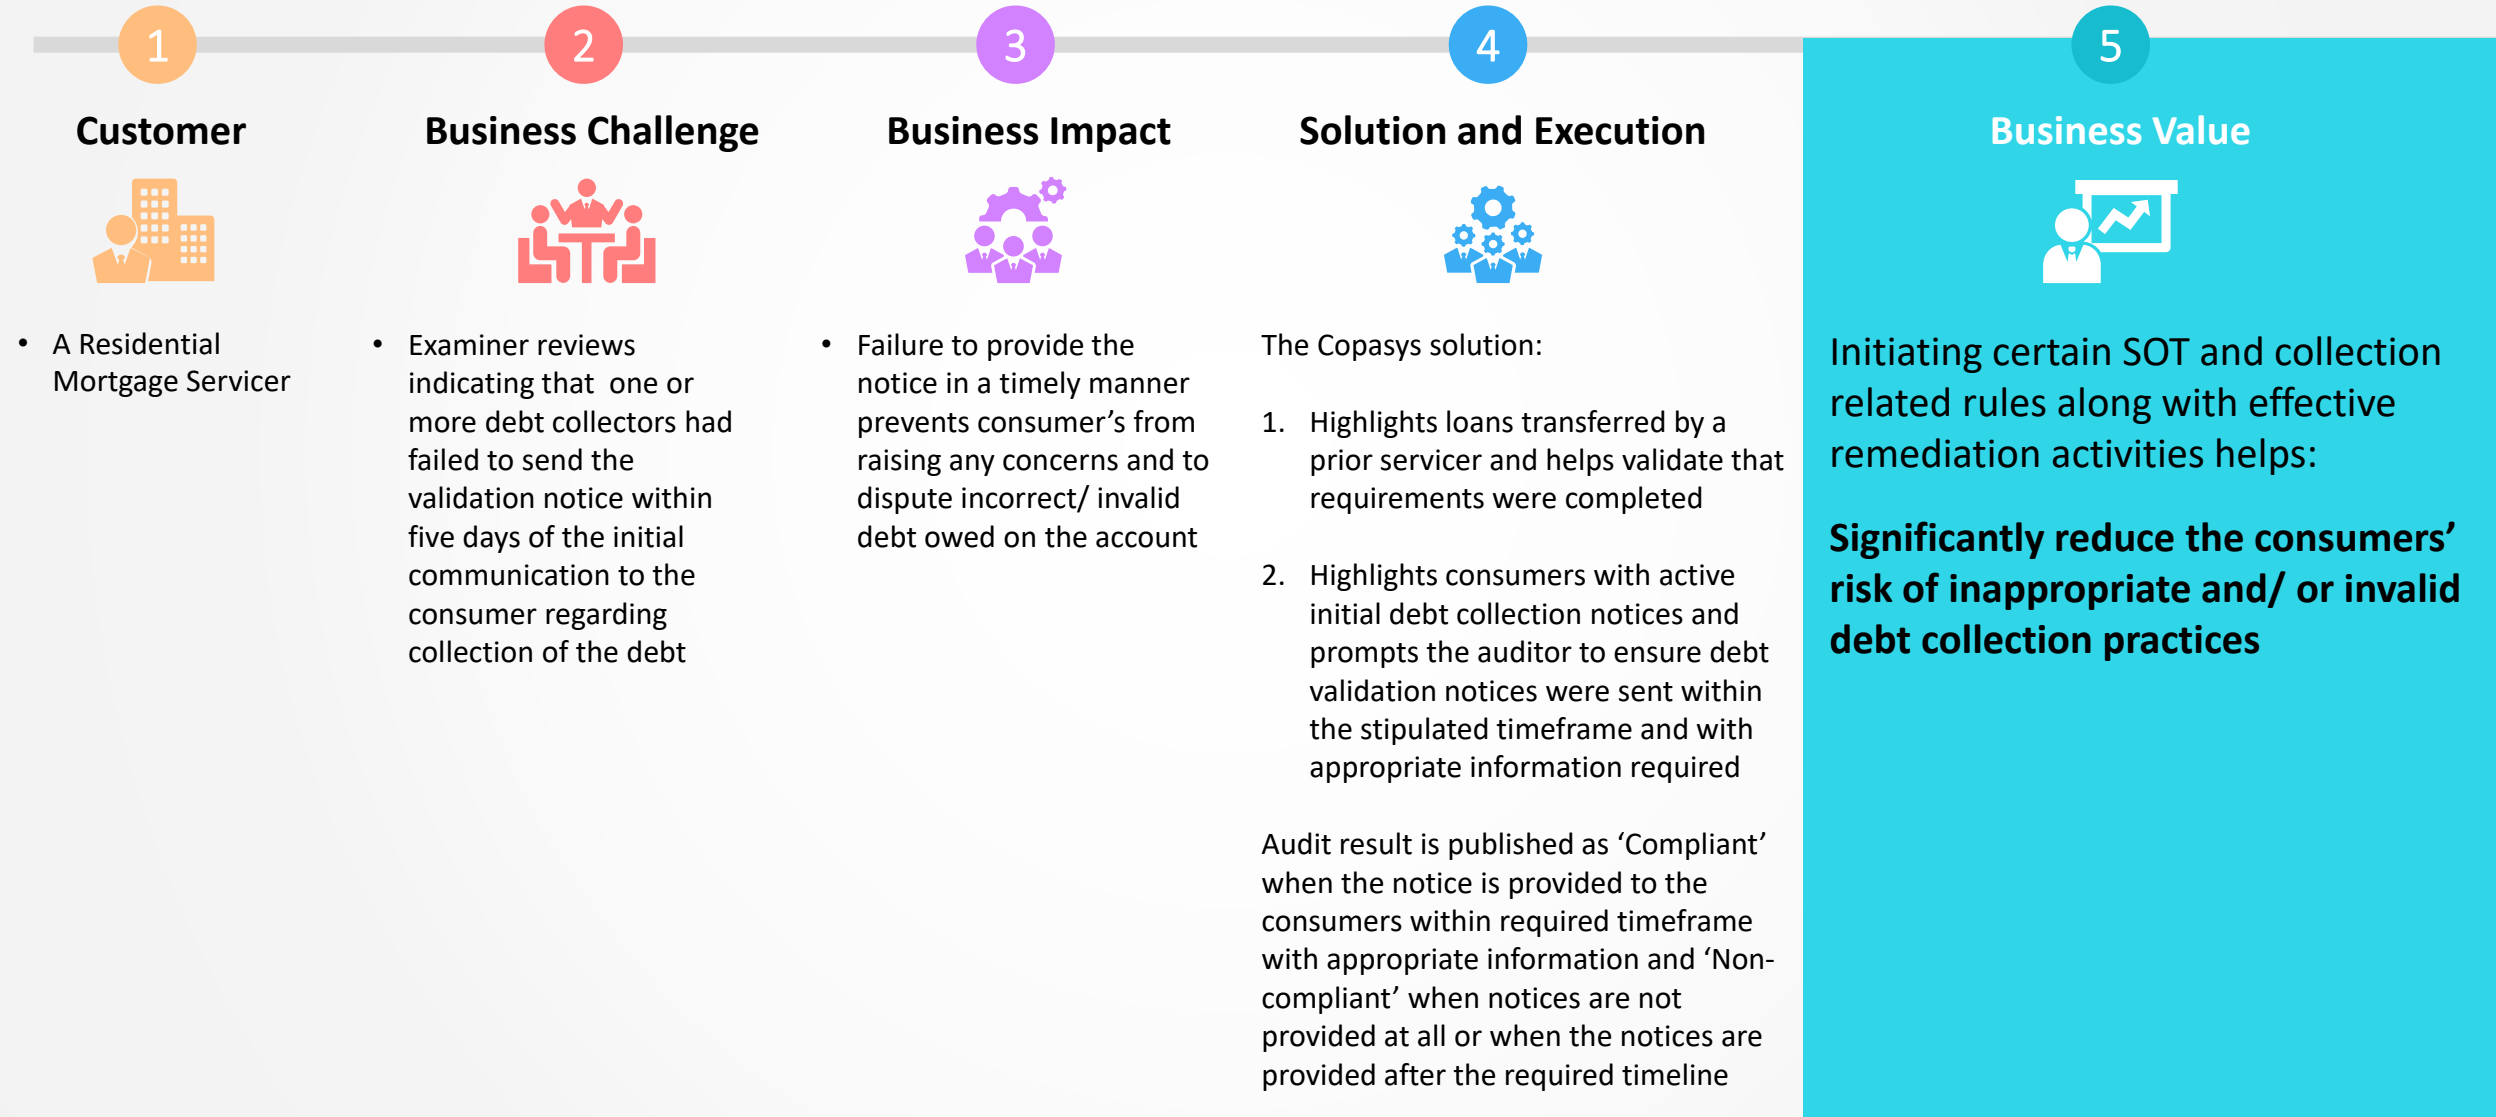 1
Customer
• A Residential
Mortgage Servicer
2
Business Challenge
• Examiner reviews
indicating that one or
more debt collectors had
failed to send the
validation notice within
five days of the initial
communication to the
consumer regarding
collection of the debt
3
Business Impact
• Failure to provide the
notice in a timely manner
prevents consumer’s from
raising any concerns and to
dispute incorrect/ invalid
debt owed on the account
4
Solution and Execution
The Copasys solution:
1. Highlights loans transferred by a
prior servicer and helps validate that
requirements were completed
2. Highlights consumers with active
initial debt collection notices and
prompts the auditor to ensure debt
validation notices were sent within
the stipulated timeframe and with
appropriate information required
Audit result is published as ‘Compliant’
when the notice is provided to the
consumers within required timeframe
with appropriate information and ‘Non-
compliant’ when notices are not
provided at all or when the notices are
provided after the required timeline
5
Business Value
Initiating certain SOT and collection
related rules along with effective
remediation activities helps:
Significantly reduce the consumers’
risk of inappropriate and/ or invalid
debt collection practices